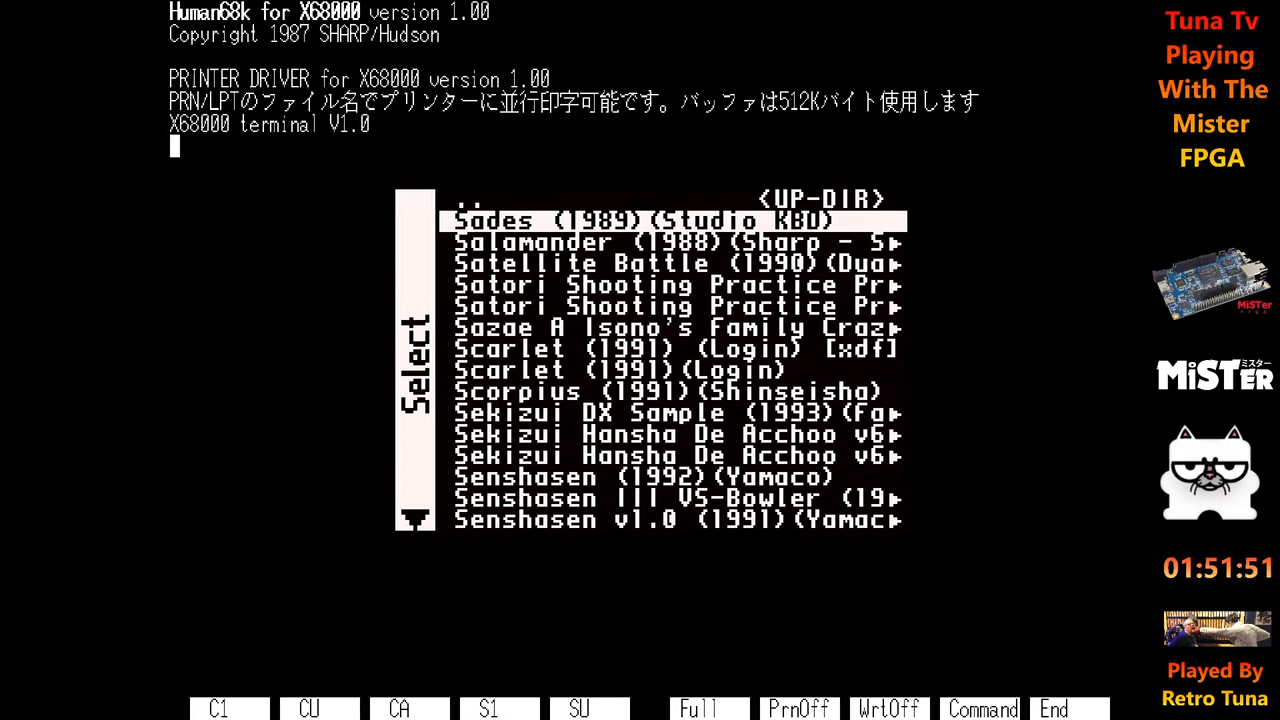 Human68k for X68000 version 1.00
Copyright 1987 SHARP/Hudson
PRINTER DRIVER for X68000 version 1.00
PRN/LPTのファイル名でプリンターに並行印字可能です。バッファは512Kバイト使用します
X68000 terminal V1.0
Select
.. <UP-DIR>
Sades (1989)(Studio KBD)
Salamander (1988)(Sharp - S▸
Satellite Battle (1990)(Dua▸
Satori Shooting Practice Pr▸
Satori Shooting Practice Pr▸
Sazae A Isono's Family Craz▸
Scarlet (1991) (Login) [xdf]
Scarlet (1991)(Login)
Scorpius (1991)(Shinseisha)
Sekizui DX Sample (1993)(Fa▸
Sekizui Hansha De Acchoo v6▸
Sekizui Hansha De Acchoo v6▸
Senshasen (1992)(Yamaco)
Senshasen III VS-Bowler (19▸
Senshasen v1.0 (1991)(Yamac▸
C1 CU CA S1 SU Full PrnOff WrtOff Command End
Tuna Tv
Playing
With The
Mister
FPGA
MiSTer
FPGA
MiSTER
ミスター
01:51:51
Played By
Retro Tuna